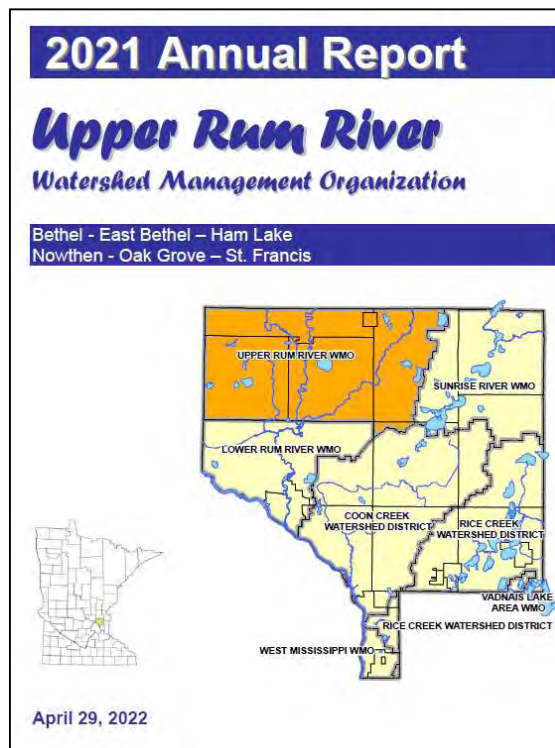 2021 Annual Report
Upper Rum River
Watershed Management Organization
Bethel - East Bethel – Ham Lake
Nowthen - Oak Grove – St. Francis
UPPER RUM RIVER WMO
SUNRISE RIVER WMO
LOWER RUM RIVER WMO
COON CREEK
WATERSHED DISTRICT
RICE CREEK
WATERSHED DISTRICT
VADNAIS LAKE
AREA WMO
RICE CREEK WATERSHED DISTRICT
WEST MISSISSIPPI WMO
April 29, 2022